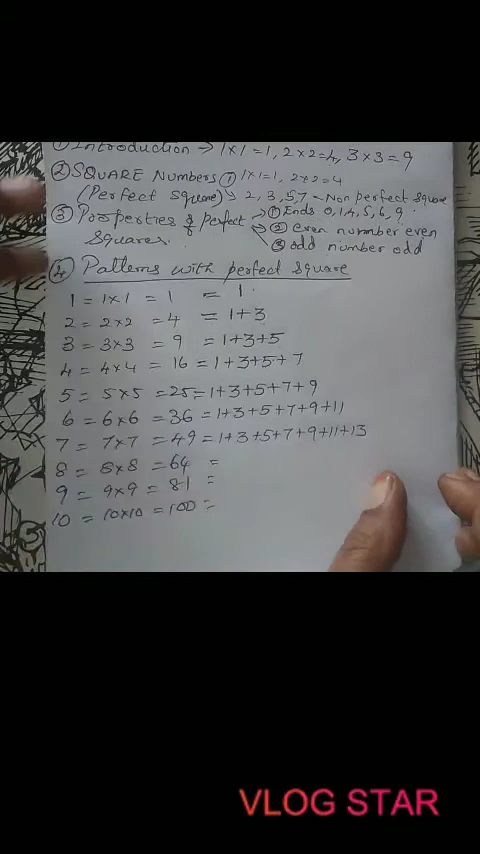 ① Introduction → 1×1=1, 2×2=4, 3×3=9
② SQUARE Numbers ① 1×1=1, 2×2=4
(Perfect Square) ↘ 2, 3, 5, 7 - Non perfect Square
③ Pooperties of perfect → ① Ends 0, 1, 4, 5, 6, 9.
Squares. ② even number even
③ odd number odd
④ Patterns with perfect square
1 = 1×1 = 1 = 1.
2 = 2×2 = 4 = 1+3
3 = 3×3 = 9 = 1+3+5
4 = 4×4 = 16 = 1+3+5+7
5 = 5×5 = 25 = 1+3+5+7+9
6 = 6×6 = 36 = 1+3+5+7+9+11
7 = 7×7 = 49 = 1+3+5+7+9+11+13
8 = 8×8 = 64 =
9 = 9×9 = 81 =
10 = 10×10 = 100 =
VLOG STAR